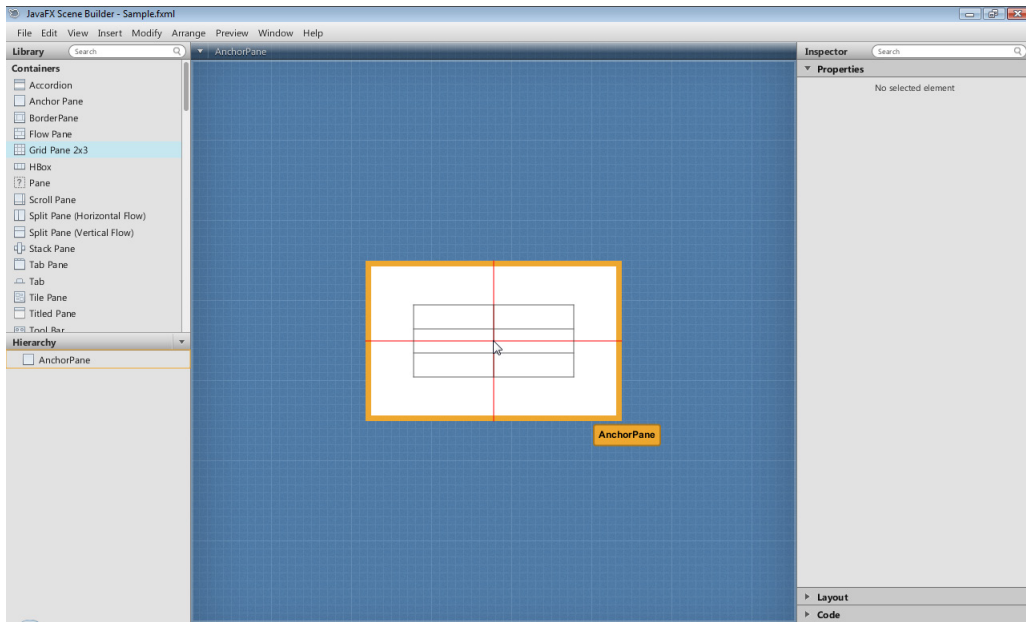 JavaFX Scene Builder - Sample.fxml
File Edit View Insert Modify Arrange Preview Window Help
Library Search
Containers
Accordion
Anchor Pane
BorderPane
Flow Pane
Grid Pane 2x3
HBox
Pane
Scroll Pane
Split Pane (Horizontal Flow)
Split Pane (Vertical Flow)
Stack Pane
Tab Pane
Tab
Tile Pane
Titled Pane
Tool Bar
Hierarchy
AnchorPane
AnchorPane
AnchorPane
Inspector Search
Properties
No selected element
Layout
Code